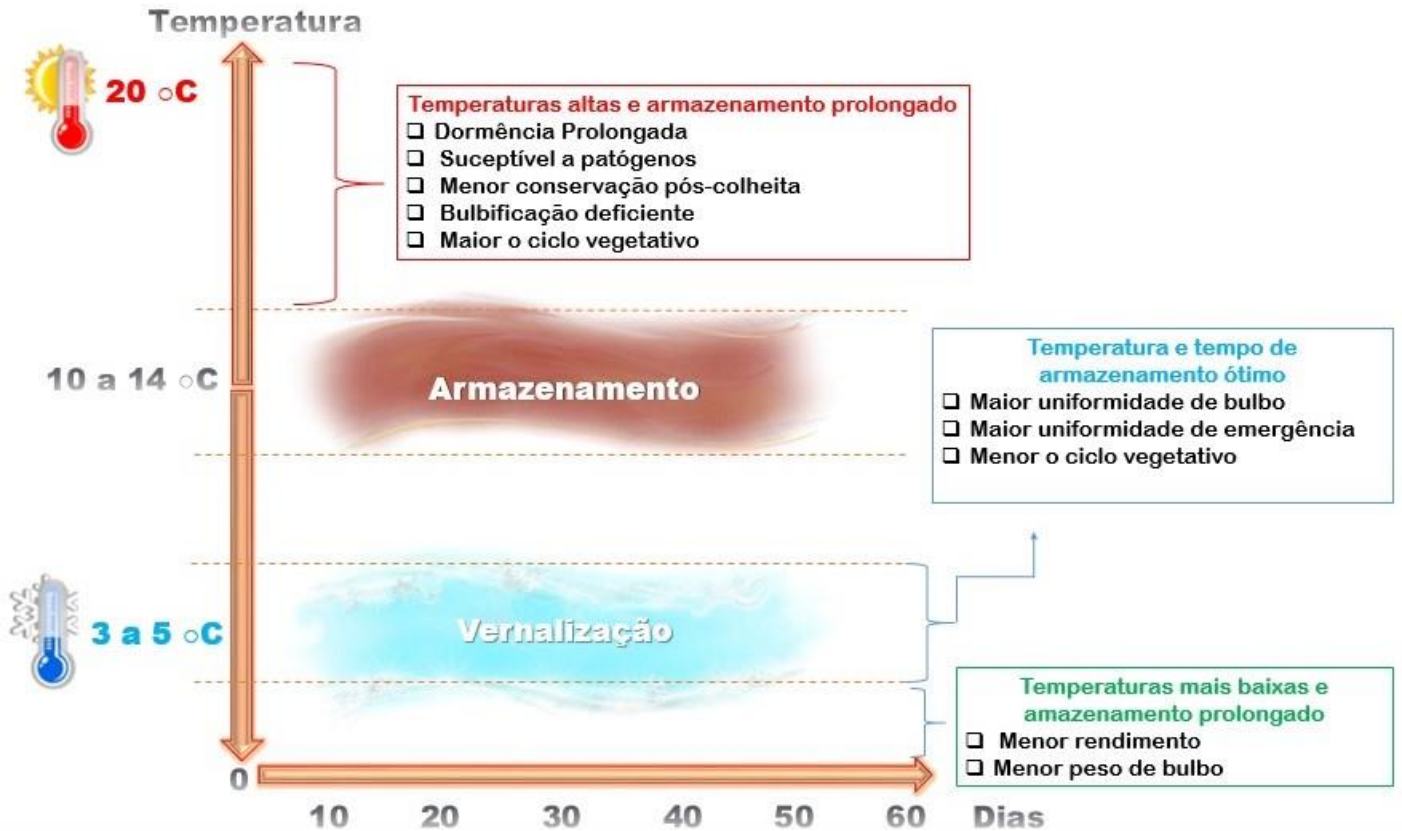 Temperatura
20 °C
Temperaturas altas e armazenamento prolongado
❑ Dormência Prolongada
❑ Suceptível a patógenos
❑ Menor conservação pós-colheita
❑ Bulbificação deficiente
❑ Maior o ciclo vegetativo
10 a 14 °C
Armazenamento
Temperatura e tempo de
armazenamento ótimo
❑ Maior uniformidade de bulbo
❑ Maior uniformidade de emergência
❑ Menor o ciclo vegetativo
3 a 5 °C
Vernalização
Temperaturas mais baixas e
amazenamento prolongado
❑ Menor rendimento
❑ Menor peso de bulbo
0
10 20 30 40 50 60 Dias